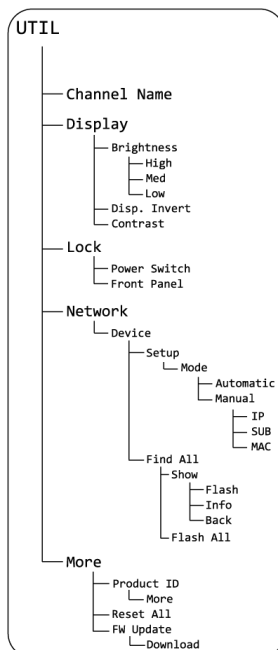 UTIL
Channel Name
Display
Brightness
High
Med
Low
Disp. Invert
Contrast
Lock
Power Switch
Front Panel
Network
Device
Setup
Mode
Automatic
Manual
IP
SUB
MAC
Find All
Show
Flash
Info
Back
Flash All
More
Product ID
More
Reset All
FW Update
Download